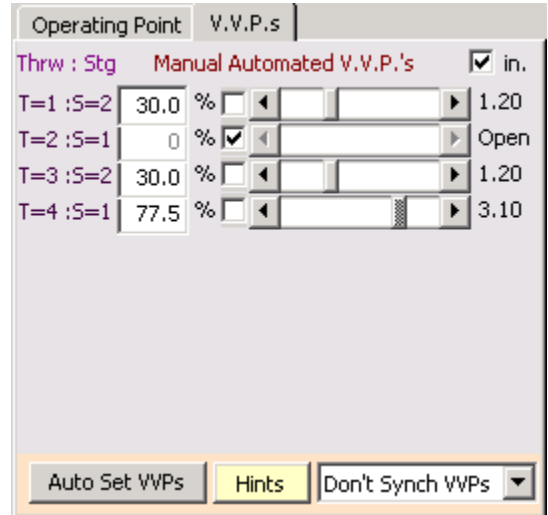 Operating Point V.V.P.s
Thrw : Stg Manual Automated V.V.P.'s in.
T=1 :S=2 30.0 % 1.20
T=2 :S=1 0 % Open
T=3 :S=2 30.0 % 1.20
T=4 :S=1 77.5 % 3.10
Auto Set VVPs Hints Don't Synch VVPs